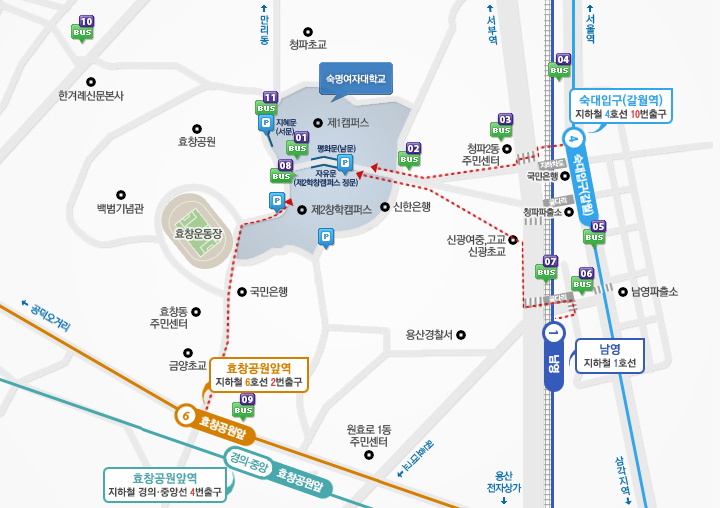 10
BUS
만리동
청파초교
서부역
서울역
04
BUS
숙명여자대학교
한겨레신문본사
11
BUS
P
지혜문
(서문)
제1캠퍼스
03
BUS
숙대입구(갈월역)
지하철 4호선 10번출구
효창공원
01
BUS
평화문(남문)
P
02
BUS
청파2동
주민센터
4
숙대입구(갈월)
08
BUS
자유문
(제2창학캠퍼스 정문)
국민은행
백범기념관
P
제2창학캠퍼스
신한은행
청파파출소
효창운동장
P
신광여중,고교
신광초교
05
BUS
07
BUS
06
BUS
국민은행
남영파출소
효창동
주민센터
공덕오거리
용산경찰서
1
남영
남영
지하철 1호선
금양초교
효창공원앞역
지하철 6호선 2번출구
09
BUS
6
효창공원앞
원효로 1동
주민센터
경의·중앙
효창공원앞
효창공원앞역
지하철 경의·중앙선 4번출구
용산
전자상가
삼각지역